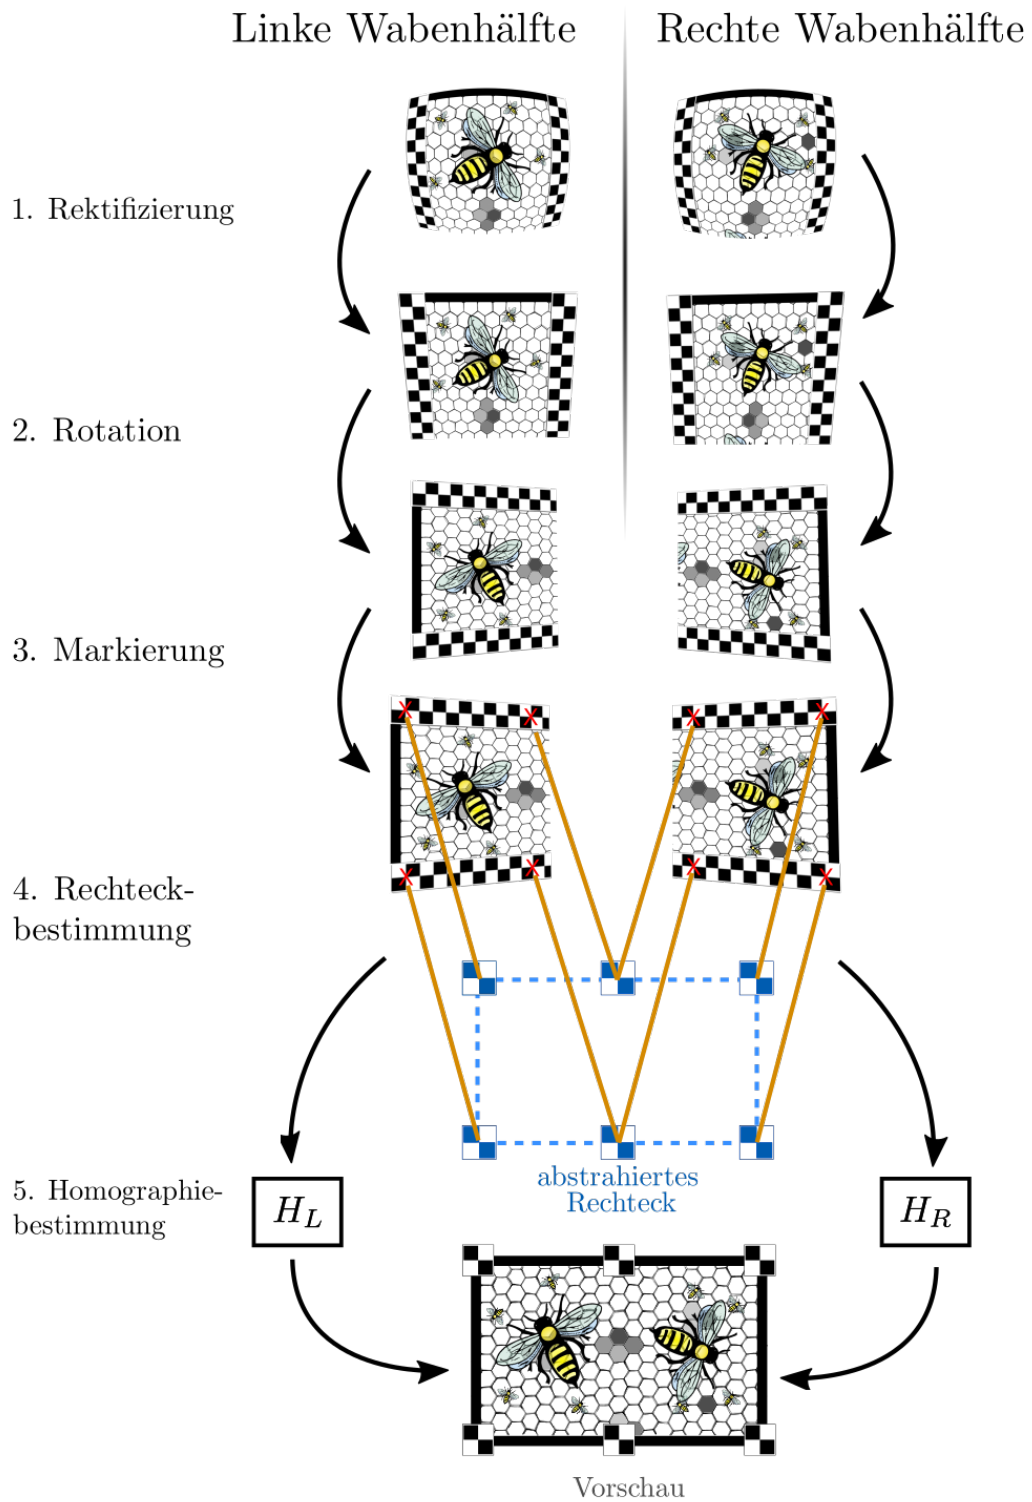 Linke Wabenhälfte
Rechte Wabenhälfte
1. Rektifizierung
2. Rotation
3. Markierung
4. Rechteck-
bestimmung
abstrahiertes
Rechteck
5. Homographie-
bestimmung
H_L
H_R
Vorschau